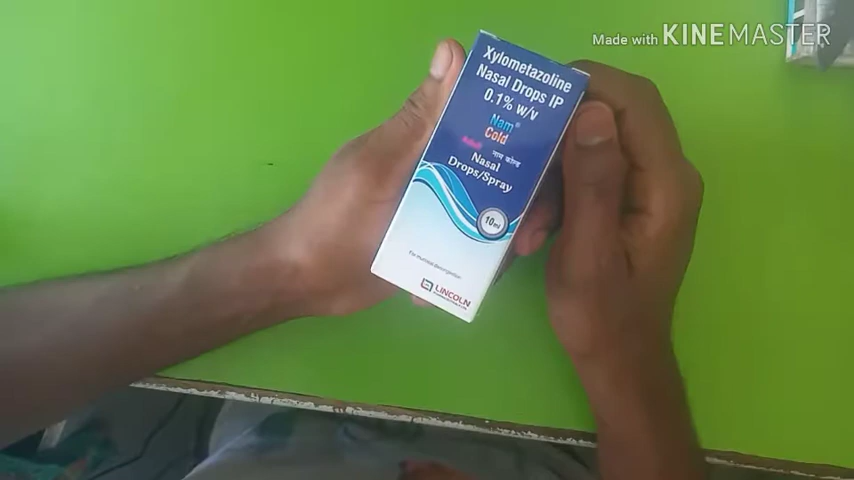 Made with KINEMASTER
Xylometazoline
Nasal Drops IP
0.1% w/v
Nam®
Cold
नाम कोल्ड
Nasal
Drops/Spray
10ml
LINCOLN